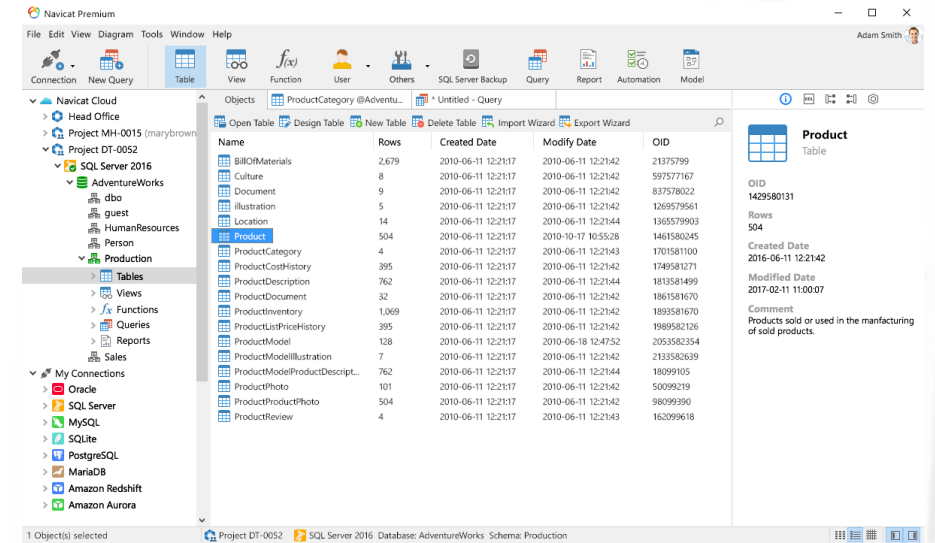 Navicat Premium
File Edit View Diagram Tools Window Help
Adam Smith
Connection New Query Table View Function User Others SQL Server Backup Query Report Automation Model
f(x)
Navicat Cloud
Head Office
Project MH-0015 (marybrown
Project DT-0052
SQL Server 2016
AdventureWorks
dbo
guest
HumanResources
Person
Production
Tables
Views
fx Functions
Queries
Reports
Sales
My Connections
Oracle
SQL Server
MySQL
SQLite
PostgreSQL
MariaDB
Amazon Redshift
Amazon Aurora
Objects ProductCategory @Adventu... * Untitled - Query
Open Table Design Table New Table Delete Table Import Wizard Export Wizard
Name Rows Created Date Modify Date OID
BillOfMaterials 2,679 2010-06-11 12:21:17 2010-06-11 12:21:42 21375799
Culture 8 2010-06-11 12:21:17 2010-06-11 12:21:42 597577167
Document 9 2010-06-11 12:21:17 2010-06-11 12:21:42 837578022
illustration 5 2010-06-11 12:21:17 2010-06-11 12:21:42 1269579561
Location 14 2010-06-11 12:21:17 2010-06-11 12:21:44 1365579903
Product 504 2010-06-11 12:21:17 2010-10-17 10:55:28 1461580245
ProductCategory 4 2010-06-11 12:21:17 2010-06-11 12:21:43 1701581100
ProductCostHistory 395 2010-06-11 12:21:17 2010-06-11 12:21:42 1749581271
ProductDescription 762 2010-06-11 12:21:17 2010-06-11 12:21:44 1813581499
ProductDocument 32 2010-06-11 12:21:17 2010-06-11 12:21:42 1861581670
ProductInventory 1,069 2010-06-11 12:21:17 2010-06-11 12:21:42 1893581670
ProductListPriceHistory 395 2010-06-11 12:21:17 2010-06-11 12:21:42 1989582126
ProductModel 128 2010-06-11 12:21:17 2010-06-18 12:47:52 2053582354
ProductModelIllustration 7 2010-06-11 12:21:17 2010-06-11 12:21:42 2133582639
ProductModelProductDescript... 762 2010-06-11 12:21:17 2010-06-11 12:21:44 18099105
ProductPhoto 101 2010-06-11 12:21:17 2010-06-11 12:21:42 50099219
ProductProductPhoto 504 2010-06-11 12:21:17 2010-06-11 12:21:42 98099390
ProductReview 4 2010-06-11 12:21:17 2010-06-11 12:21:43 162099618
Product
Table
OID
1429580131
Rows
504
Created Date
2016-06-11 12:21:42
Modified Date
2017-02-11 11:00:07
Comment
Products sold or used in the manfacturing
of sold products.
1 Object(s) selected Project DT-0052 SQL Server 2016 Database: AdventureWorks Schema: Production